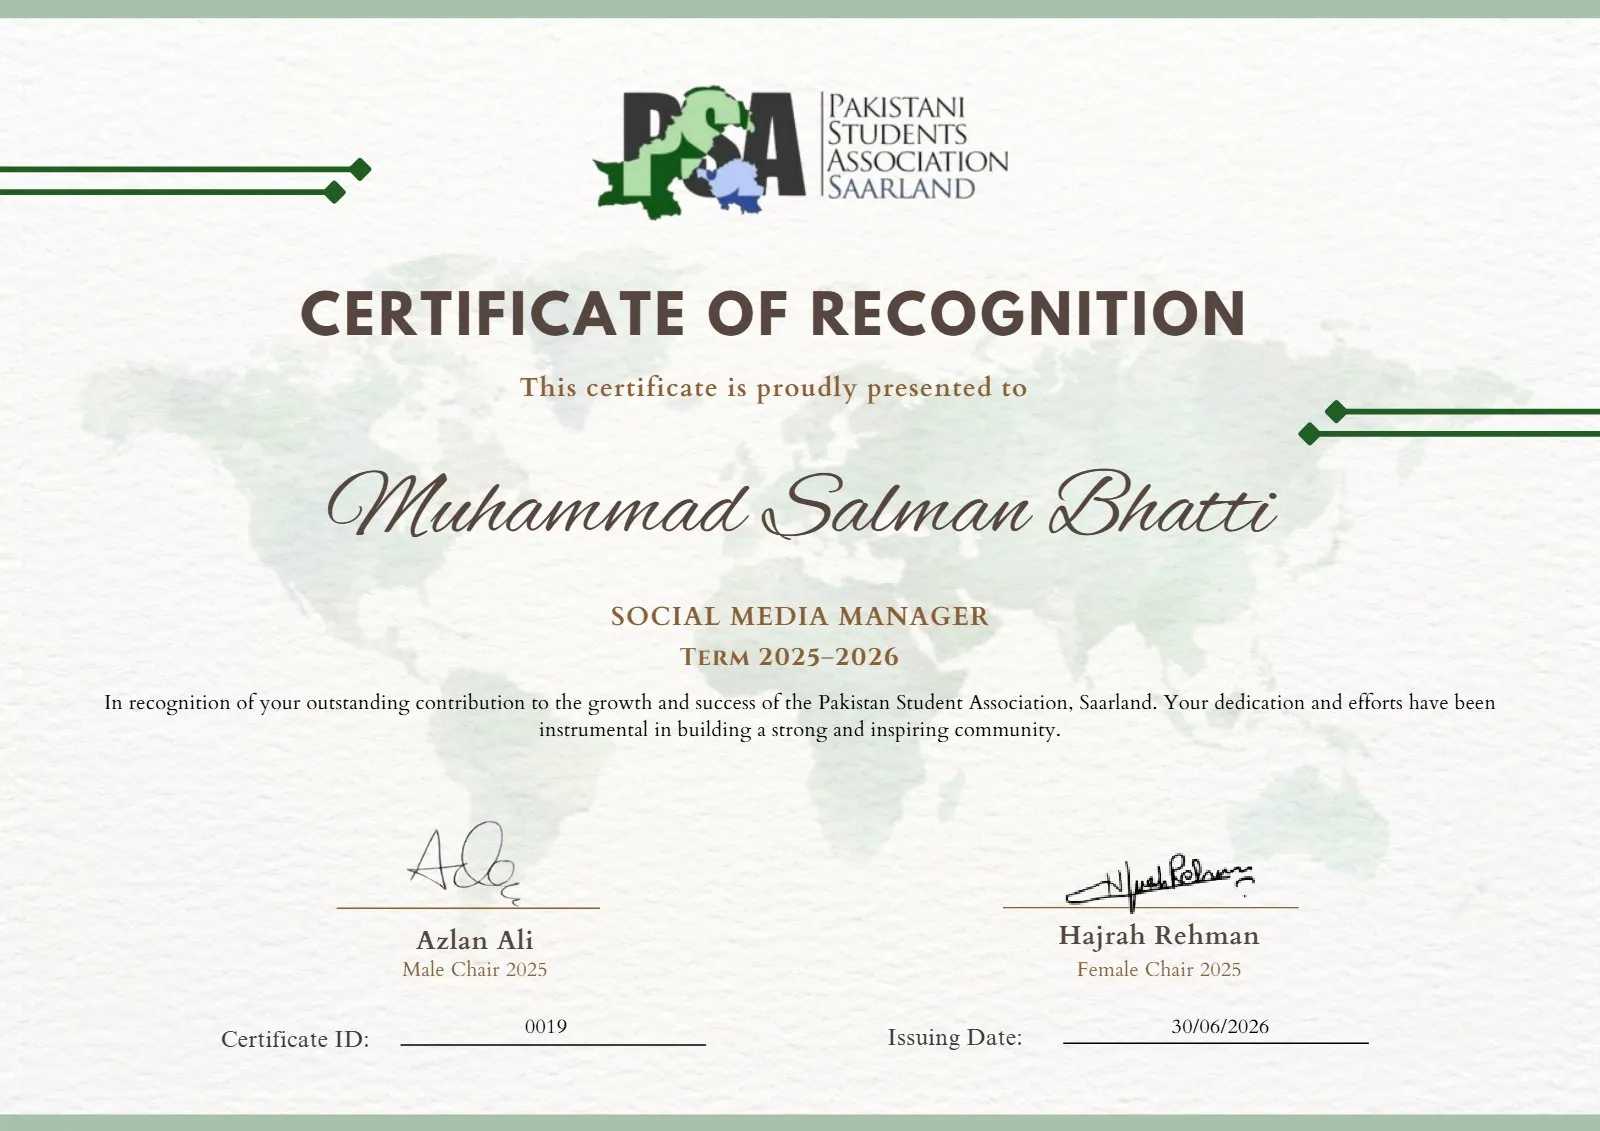 PSA
PAKISTANI
STUDENTS
ASSOCIATION
SAARLAND
CERTIFICATE OF RECOGNITION
This certificate is proudly presented to
Muhammad Salman Bhatti
SOCIAL MEDIA MANAGER
TERM 2025–2026
In recognition of your outstanding contribution to the growth and success of the Pakistan Student Association, Saarland. Your dedication and efforts have been
instrumental in building a strong and inspiring community.
Azlan Ali
Male Chair 2025
Hajrah Rehman
Female Chair 2025
Certificate ID: 0019
Issuing Date: 30/06/2026